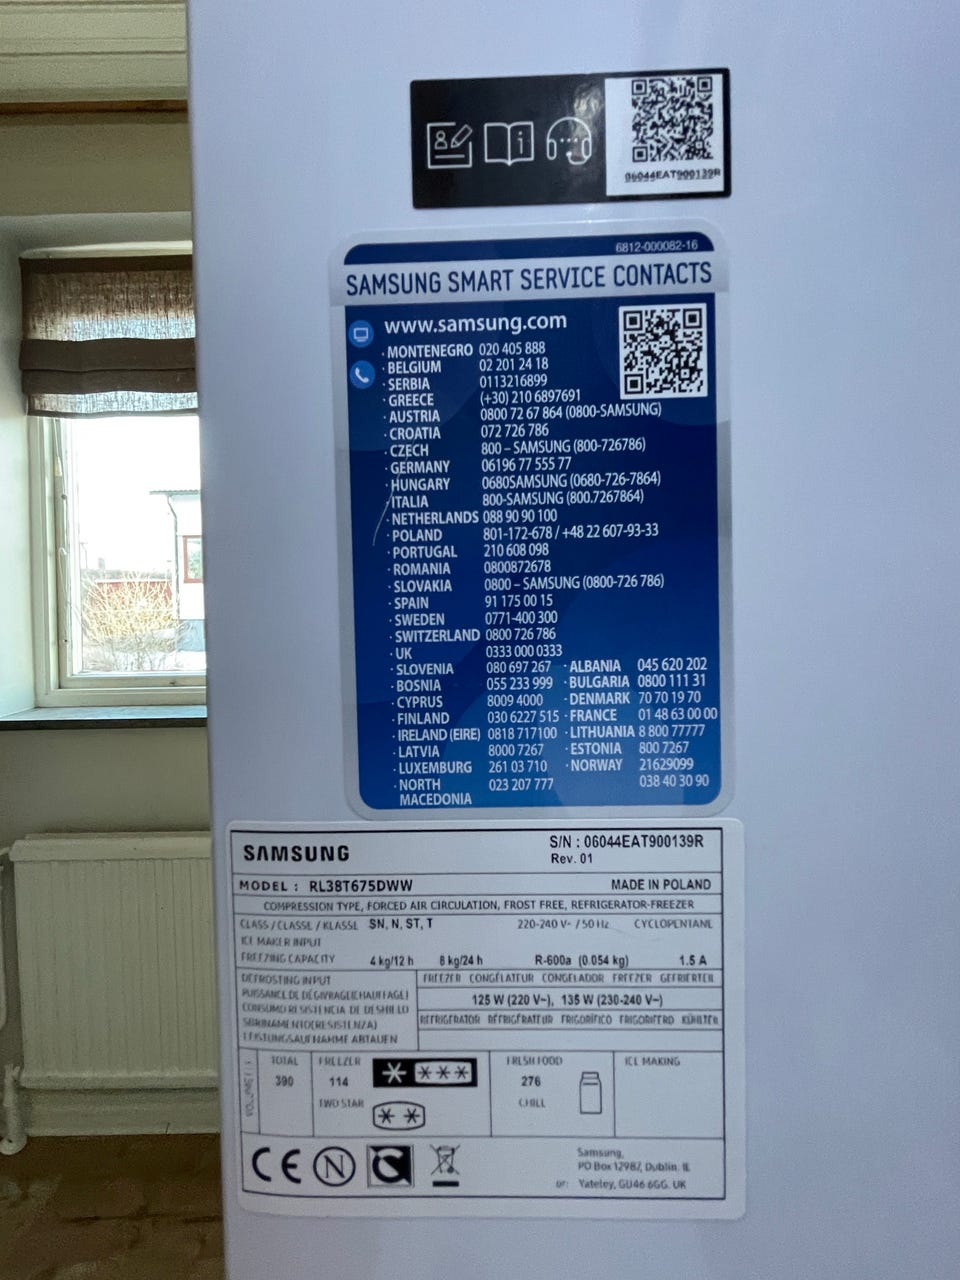 06044EAT900139R
6812-000082-16
SAMSUNG SMART SERVICE CONTACTS
www.samsung.com
· MONTENEGRO 020 405 888
· BELGIUM 02 201 24 18
· SERBIA 0113216899
· GREECE (+30) 210 6897691
· AUSTRIA 0800 72 67 864 (0800-SAMSUNG)
· CROATIA 072 726 786
· CZECH 800 – SAMSUNG (800-726786)
· GERMANY 06196 77 555 77
· HUNGARY 0680SAMSUNG (0680-726-7864)
· ITALIA 800-SAMSUNG (800.7267864)
· NETHERLANDS 088 90 90 100
· POLAND 801-172-678 / +48 22 607-93-33
· PORTUGAL 210 608 098
· ROMANIA 0800872678
· SLOVAKIA 0800 – SAMSUNG (0800-726 786)
· SPAIN 91 175 00 15
· SWEDEN 0771-400 300
· SWITZERLAND 0800 726 786
· UK 0333 000 0333
· SLOVENIA 080 697 267 · ALBANIA 045 620 202
· BOSNIA 055 233 999 · BULGARIA 0800 111 31
· CYPRUS 8009 4000 · DENMARK 70 70 19 70
· FINLAND 030 6227 515 · FRANCE 01 48 63 00 00
· IRELAND (EIRE) 0818 717100 · LITHUANIA 8 800 77777
· LATVIA 8000 7267 · ESTONIA 800 7267
· LUXEMBURG 261 03 710 · NORWAY 21629099
· NORTH 023 207 777 038 40 30 90
MACEDONIA
SAMSUNG S/N : 06044EAT900139R
Rev. 01
MODEL : RL38T675DWW MADE IN POLAND
COMPRESSION TYPE, FORCED AIR CIRCULATION, FROST FREE, REFRIGERATOR-FREEZER
CLASS / CLASSE / KLASSE SN, N, ST, T 220-240 V~ / 50 Hz CYCLOPENTANE
ICE MAKER INPUT
FREEZING CAPACITY 4 kg/12 h 8 kg/24 h R-600a (0.054 kg) 1.5 A
DEFROSTING INPUT FREEZER CONGÉLATEUR CONGELADOR FREEZER GEFRIERTEIL
PUISSANCE DE DÉGIVRAGE(CHAUFFAGE)
125 W (220 V~), 135 W (230-240 V~)
CONSUMO RESISTENCIA DE DESHIELO
REFRIGERATOR RÉFRIGÉRATEUR FRIGORÍFICO
LEISTUNGSAUFNAHME ABTAUEN
TOTAL FREEZER FRESH FOOD ICE MAKING
390 114 276
TWO STAR CHILL
CE N
Samsung,
PO Box 12987, Dublin. IE
or: Yateley, GU46 6GG. UK